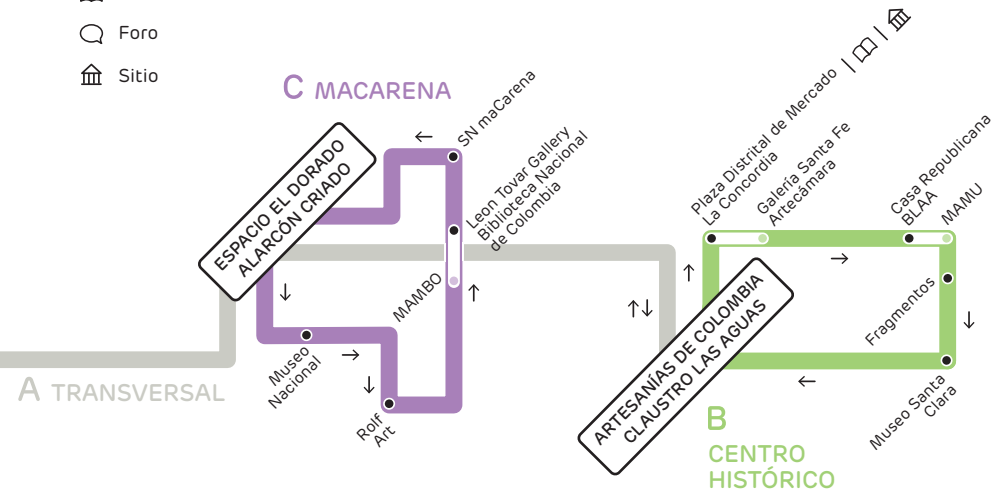 Foro
Sitio
C MACARENA
SN maCarena
ESPACIO EL DORADO
ALARCÓN CRIADO
Leon Tovar Gallery
Biblioteca Nacional
de Colombia
MAMBO
Museo
Nacional
Rolf
Art
A TRANSVERSAL
Plaza Distrital de Mercado
La Concordia
Galería Santa Fe
Artecámara
Casa Republicana
BLAA
MAMU
Fragmentos
Museo Santa
Clara
ARTESANÍAS DE COLOMBIA
CLAUSTRO LAS AGUAS
B
CENTRO
HISTÓRICO